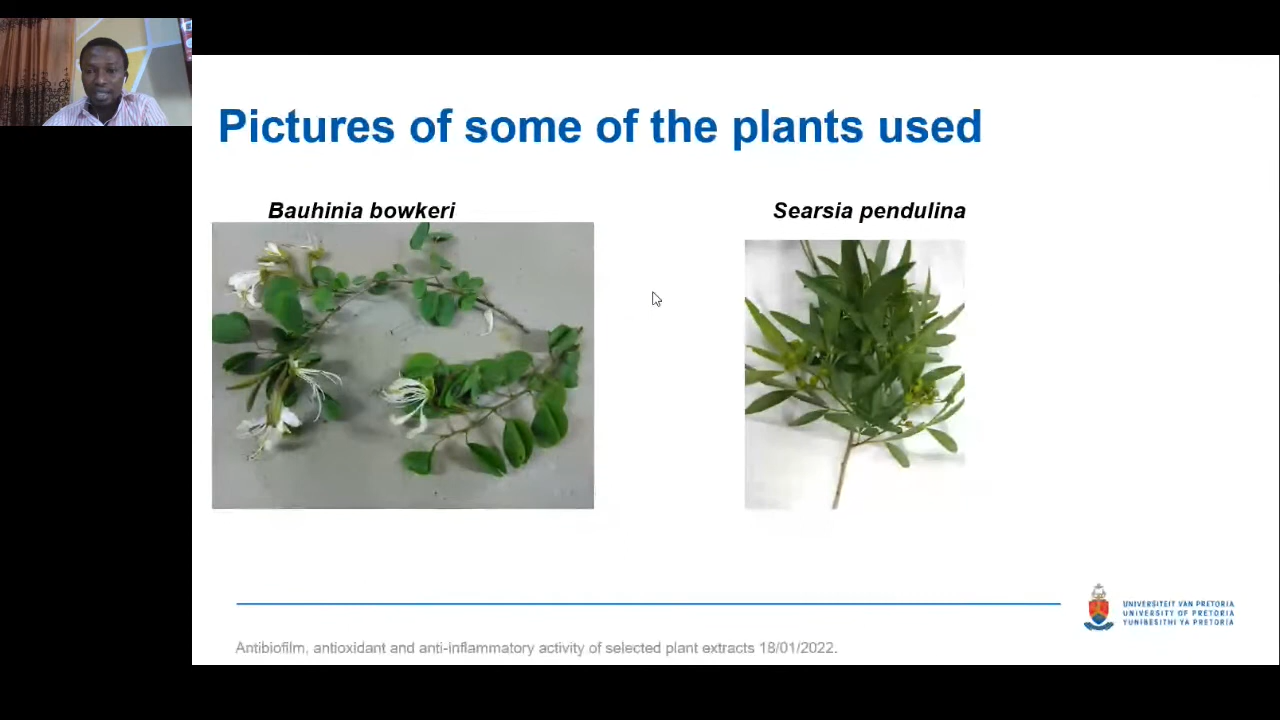 Pictures of some of the plants used
Bauhinia bowkeri
Searsia pendulina
UNIVERSITEIT VAN PRETORIA
UNIVERSITY OF PRETORIA
YUNIBESITHI YA PRETORIA
Antibiofilm, antioxidant and anti-inflammatory activity of selected plant extracts 18/01/2022.